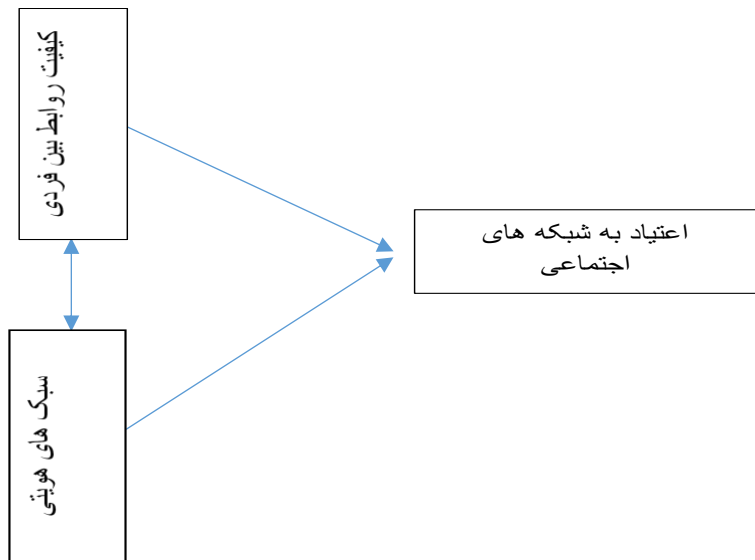 کیفیت روابط بین فردی
اعتیاد به شبکه های
اجتماعی
سبک های هویتی